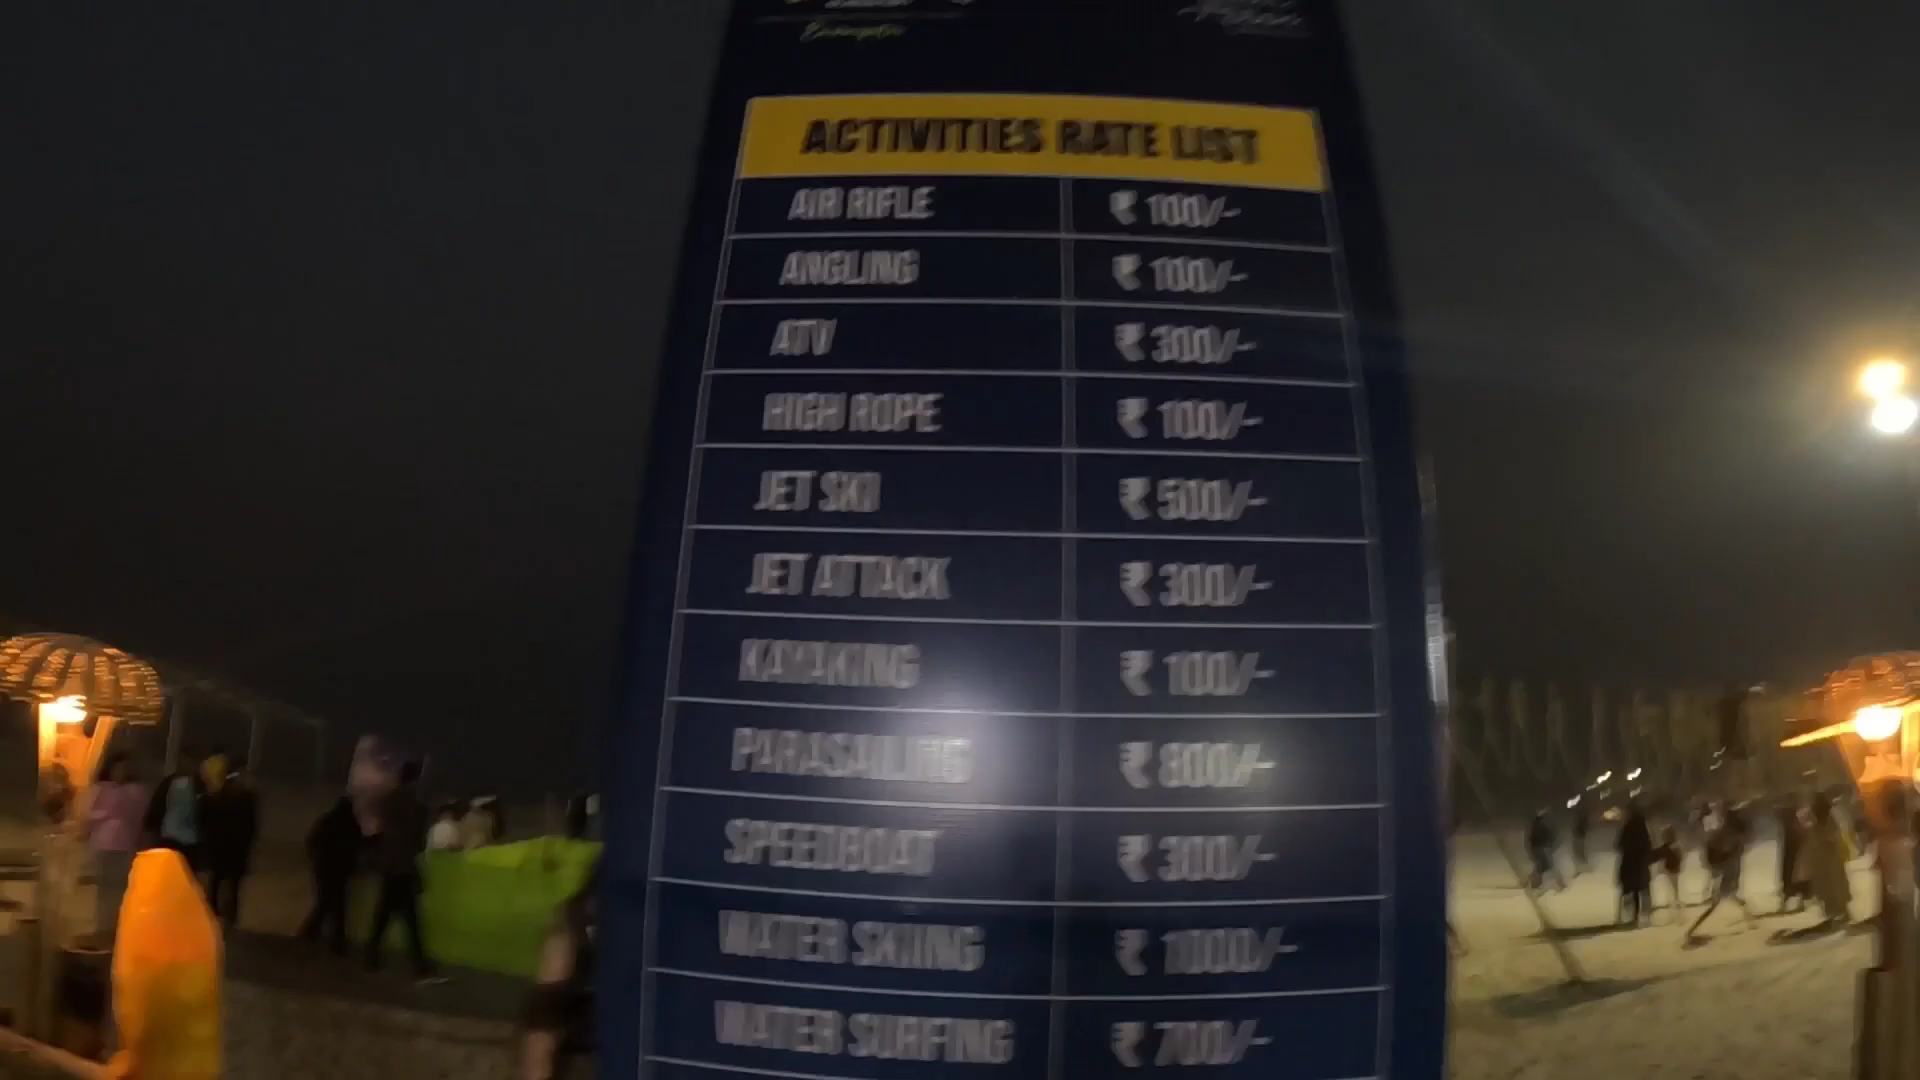 ACTIVITIES RATE LIST
AIR RIFLE ₹ 100/-
ANGLING ₹ 100/-
ATV ₹ 300/-
HIGH ROPE ₹ 100/-
JET SKI ₹ 500/-
JET ATTACK ₹ 300/-
KAYAKING ₹ 100/-
PARASAILING ₹ 800/-
SPEEDBOAT ₹ 300/-
WATER SKIING ₹ 1000/-
WATER SURFING ₹ 700/-